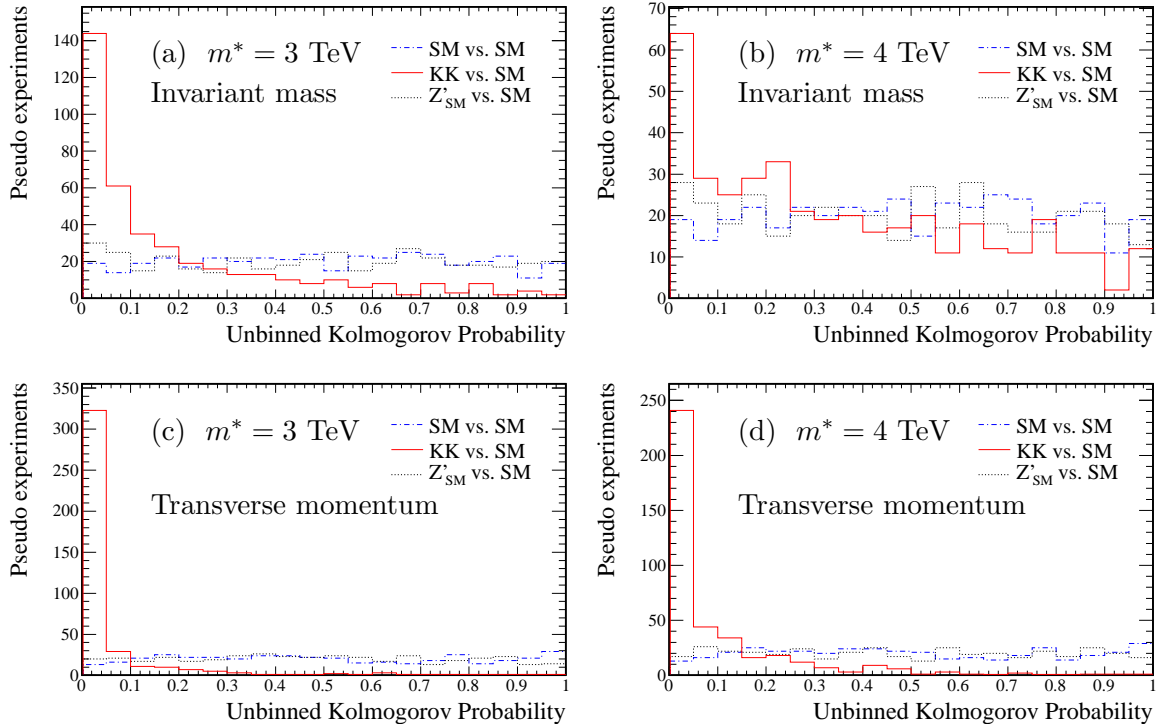 Pseudo experiments
140
120
100
80
60
40
20
0
(a) m* = 3 TeV
Invariant mass
SM vs. SM
KK vs. SM
Z'SM vs. SM
0 0.1 0.2 0.3 0.4 0.5 0.6 0.7 0.8 0.9 1
Unbinned Kolmogorov Probability
Pseudo experiments
70
60
50
40
30
20
10
0
(b) m* = 4 TeV
Invariant mass
SM vs. SM
KK vs. SM
Z'SM vs. SM
0 0.1 0.2 0.3 0.4 0.5 0.6 0.7 0.8 0.9 1
Unbinned Kolmogorov Probability
Pseudo experiments
350
300
250
200
150
100
50
0
(c) m* = 3 TeV
Transverse momentum
SM vs. SM
KK vs. SM
Z'SM vs. SM
0 0.1 0.2 0.3 0.4 0.5 0.6 0.7 0.8 0.9 1
Unbinned Kolmogorov Probability
Pseudo experiments
250
200
150
100
50
0
(d) m* = 4 TeV
Transverse momentum
SM vs. SM
KK vs. SM
Z'SM vs. SM
0 0.1 0.2 0.3 0.4 0.5 0.6 0.7 0.8 0.9 1
Unbinned Kolmogorov Probability